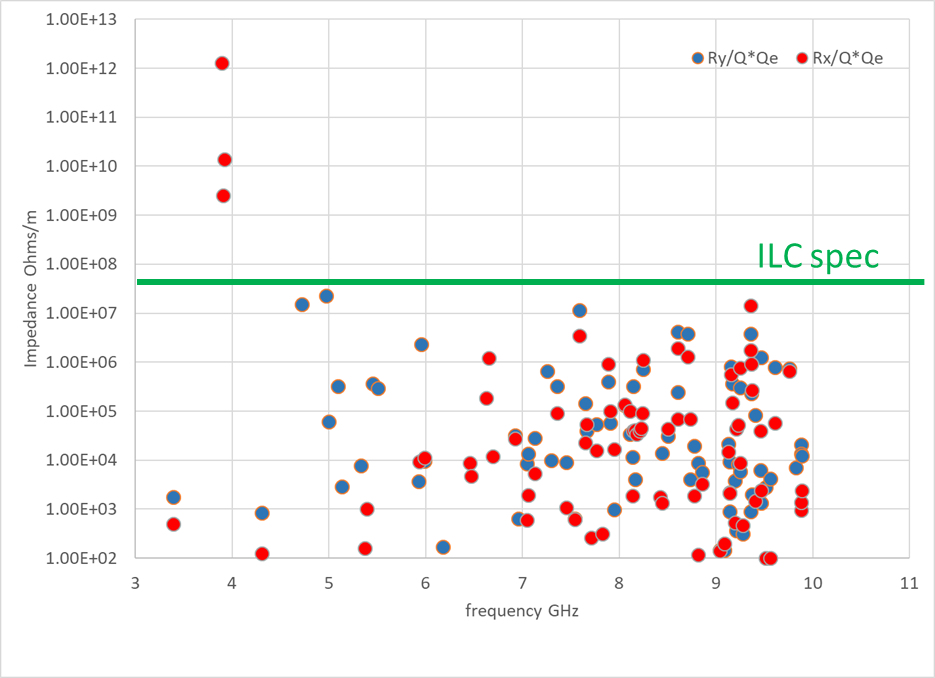 1.00E+13
Ry/Q*Qe Rx/Q*Qe
1.00E+12
1.00E+11
1.00E+10
1.00E+09
1.00E+08
ILC spec
1.00E+07
1.00E+06
1.00E+05
1.00E+04
1.00E+03
1.00E+02
Impedance Ohms/m
3 4 5 6 7 8 9 10 11
frequency GHz